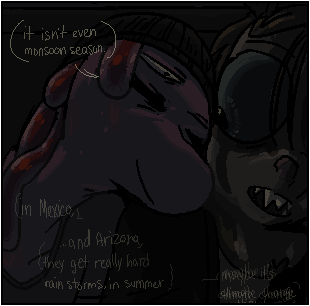 it isn't even
monsoon season.
in Mexico,
...and Arizona,
(they get really hard
rain storms, in summer)
...maybe it's
climate change